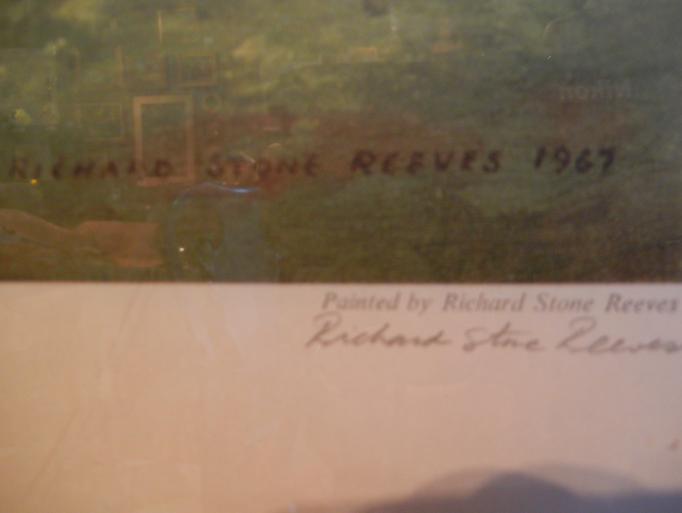 RICHARD STONE REEVES 1967
Painted by Richard Stone Reeves
Richard Stone Reeves